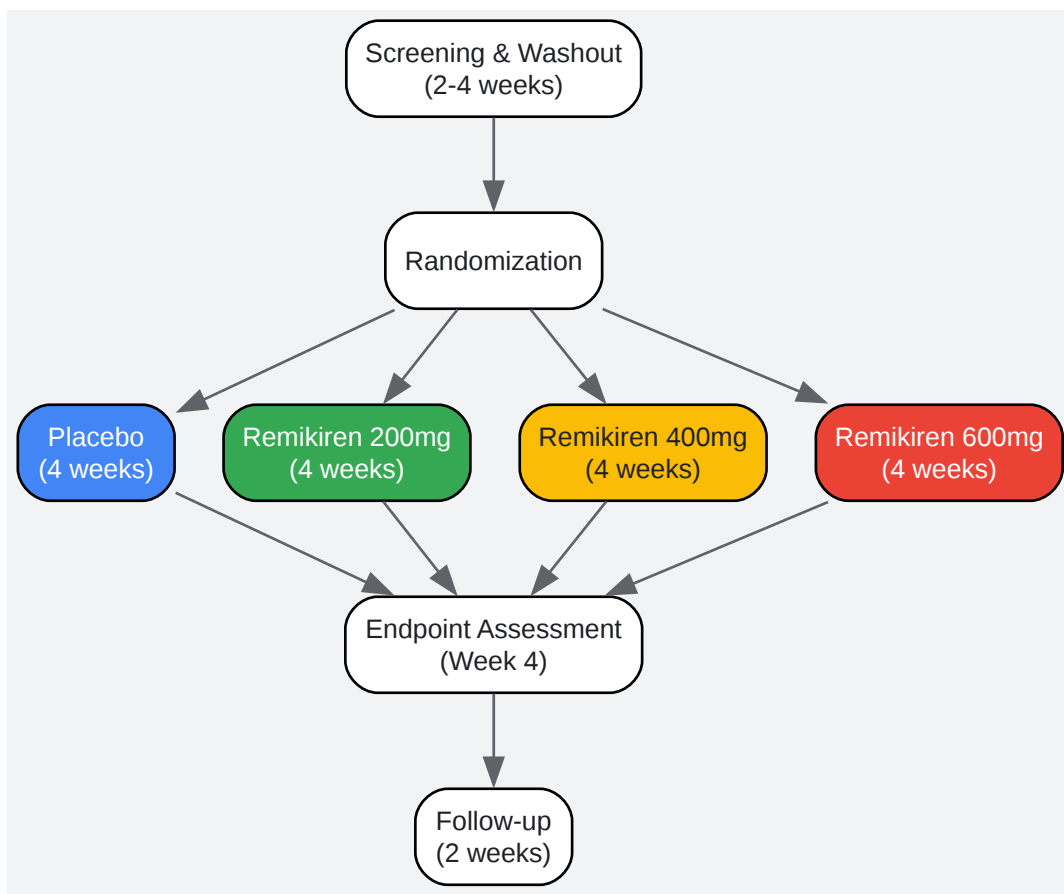 Screening & Washout
(2-4 weeks)
Randomization
Placebo
(4 weeks)
Remikiren 200mg
(4 weeks)
Remikiren 400mg
(4 weeks)
Remikiren 600mg
(4 weeks)
Endpoint Assessment
(Week 4)
Follow-up
(2 weeks)